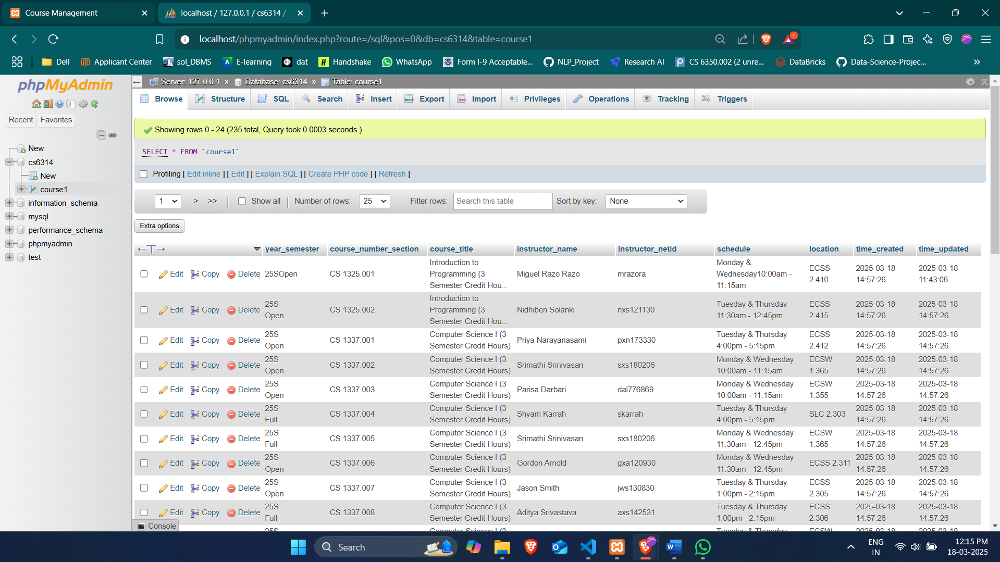 Course Management
localhost / 127.0.0.1 / cs6314 /
localhost/phpmyadmin/index.php?route=/sql&pos=0&db=cs6314&table=course1
1
Dell
Applicant Center
sol_DBMS
E-learning
dat
Handshake
WhatsApp
Form I-9 Acceptable...
NLP_Project
Research AI
CS 6350.002 (2 unre...
DataBricks
Data-Science-Projec...
phpMyAdmin
Recent
Favorites
New
cs6314
New
course1
information_schema
mysql
performance_schema
phpmyadmin
test
Server: 127.0.0.1 » Database: cs6314 » Table: course1
Browse
Structure
SQL
Search
Insert
Export
Import
Privileges
Operations
Tracking
Triggers
Showing rows 0 - 24 (235 total, Query took 0.0003 seconds.)
SELECT * FROM `course1`
Profiling [ Edit inline ] [ Edit ] [ Explain SQL ] [ Create PHP code ] [ Refresh ]
1 > >> | Show all | Number of rows: 25 Filter rows: Search this table Sort by key: None
Extra options
year_semester course_number_section course_title instructor_name instructor_netid schedule location time_created time_updated
Edit Copy Delete 25SOpen CS 1325.001
Introduction to
Programming (3
Semester Credit Hou...
Miguel Razo Razo mrazora
Monday &
Wednesday10:00am -
11:15am
ECSS
2.410
2025-03-18
14:57:26
2025-03-18
11:43:06
Edit Copy Delete
25S
Open
CS 1325.002
Introduction to
Programming (3
Semester Credit Hou...
Nidhiben Solanki nxs121130
Tuesday & Thursday
11:30am - 12:45pm
ECSS
2.415
2025-03-18
14:57:26
2025-03-18
14:57:26
Edit Copy Delete
25S
Open
CS 1337.001
Computer Science I (3
Semester Credit Hours)
Priya Narayanasami pxn173330
Tuesday & Thursday
4:00pm - 5:15pm
ECSS
2.412
2025-03-18
14:57:26
2025-03-18
14:57:26
Edit Copy Delete
25S
Open
CS 1337.002
Computer Science I (3
Semester Credit Hours)
Srimathi Srinivasan sxs180206
Monday & Wednesday
10:00am - 11:15am
ECSW
1.365
2025-03-18
14:57:26
2025-03-18
14:57:26
Edit Copy Delete
25S
Open
CS 1337.003
Computer Science I (3
Semester Credit Hours)
Parisa Darbari dal776869
Monday & Wednesday
10:00am - 11:15am
ECSW
1.355
2025-03-18
14:57:26
2025-03-18
14:57:26
Edit Copy Delete
25S
Full
CS 1337.004
Computer Science I (3
Semester Credit Hours)
Shyam Karrah skarrah
Tuesday & Thursday
4:00pm - 5:15pm
SLC 2.303
2025-03-18
14:57:26
2025-03-18
14:57:26
Edit Copy Delete
25S
Full
CS 1337.005
Computer Science I (3
Semester Credit Hours)
Srimathi Srinivasan sxs180206
Monday & Wednesday
11:30am - 12:45pm
ECSW
1.365
2025-03-18
14:57:26
2025-03-18
14:57:26
Edit Copy Delete
25S
Open
CS 1337.006
Computer Science I (3
Semester Credit Hours)
Gordon Arnold gxa120930
Monday & Wednesday
11:30am - 12:45pm
ECSS 2.311
2025-03-18
14:57:26
2025-03-18
14:57:26
Edit Copy Delete
25S
Open
CS 1337.007
Computer Science I (3
Semester Credit Hours)
Jason Smith jws130830
Tuesday & Thursday
1:00pm - 2:15pm
ECSS
2.305
2025-03-18
14:57:26
2025-03-18
14:57:26
Edit Copy Delete
25S
Full
CS 1337.008
Computer Science I (3
Semester Credit Hours)
Aditya Srivastava axs142531
Tuesday & Thursday
1:00pm - 2:15pm
ECSS
2.306
2025-03-18
14:57:26
2025-03-18
14:57:26
Console
Search
ENG
IN
12:15 PM
18-03-2025